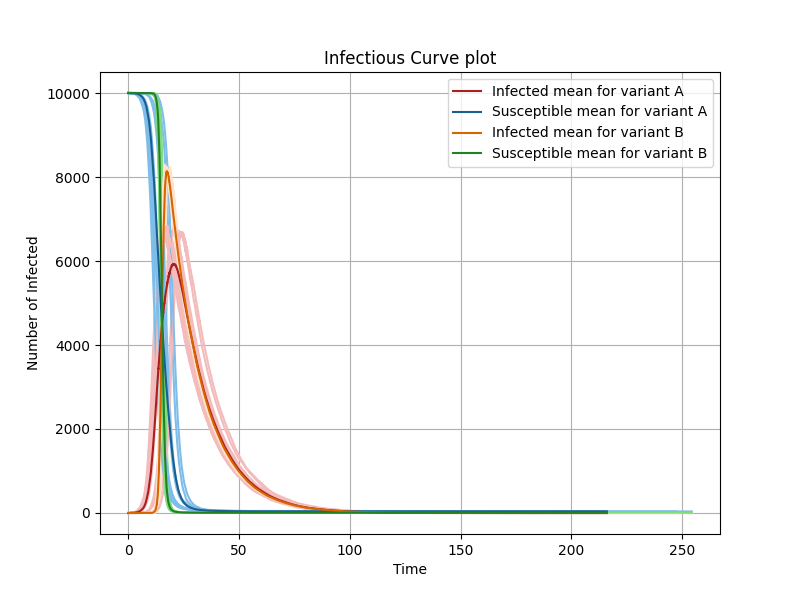 Infectious Curve plot
Infected mean for variant A
Susceptible mean for variant A
Infected mean for variant B
Susceptible mean for variant B
Number of Infected
10000
8000
6000
4000
2000
0
0 50 100 150 200 250
Time